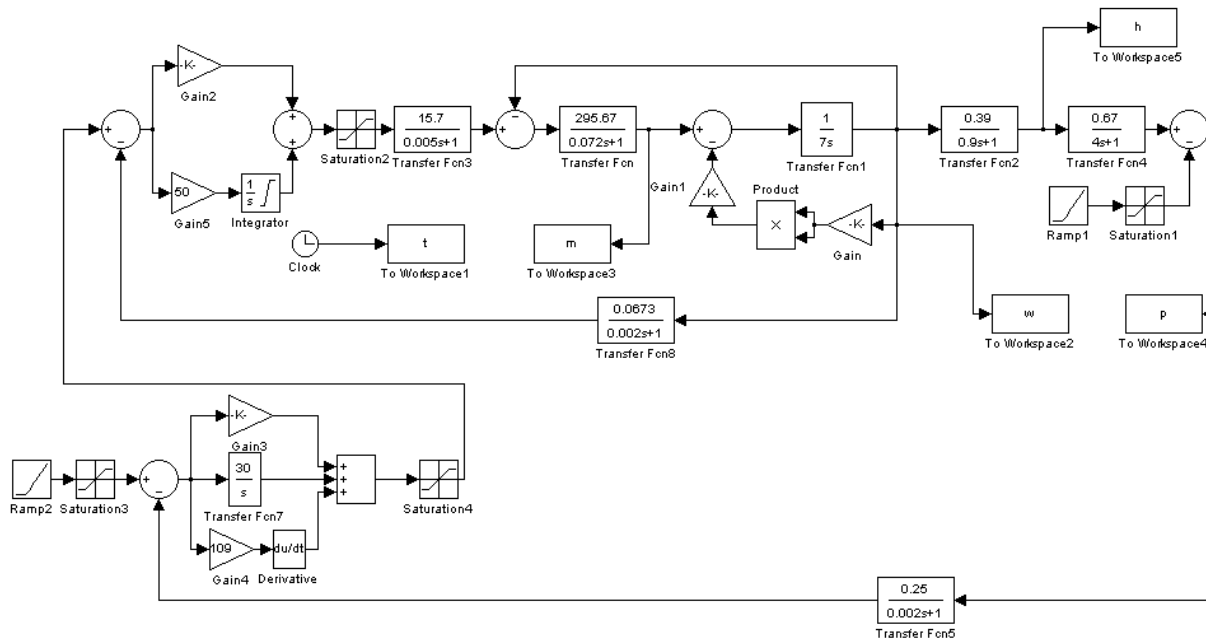 h
To Workspace5
-K-
Gain2
+
−
+
+
Saturation2
15.7
0.005s+1
Transfer Fcn3
−
+
295.67
0.072s+1
Transfer Fcn
+
−
1
7s
Transfer Fcn1
0.39
0.9s+1
Transfer Fcn2
0.67
4s+1
Transfer Fcn4
+
−
50
Gain5
1
s
Integrator
Gain1
-K-
Product
X
-K-
Gain
Ramp1
Saturation1
Clock
t
To Workspace1
m
To Workspace3
0.0673
0.002s+1
Transfer Fcn8
w
To Workspace2
p
To Workspace4
-K-
Gain3
Ramp2
Saturation3
+
−
30
s
Transfer Fcn7
+
+
+
Saturation4
109
Gain4
du/dt
Derivative
0.25
0.002s+1
Transfer Fcn5